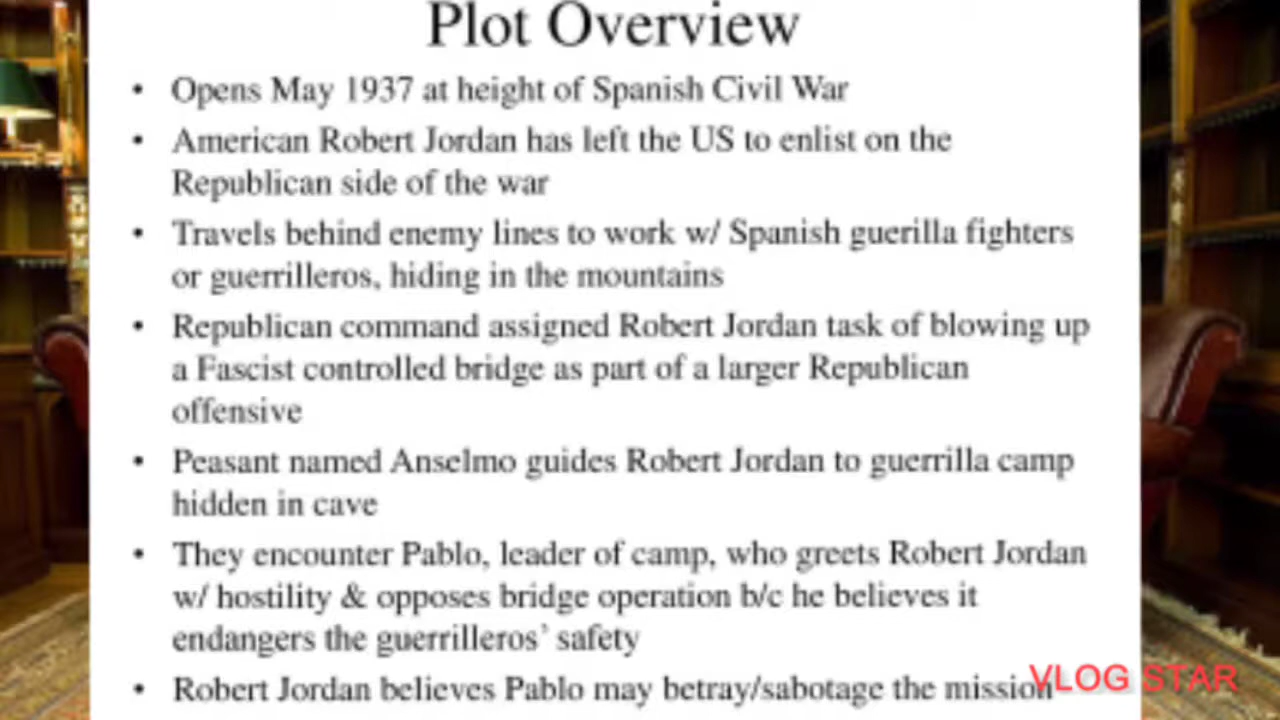 Plot Overview
• Opens May 1937 at height of Spanish Civil War
• American Robert Jordan has left the US to enlist on the
Republican side of the war
• Travels behind enemy lines to work w/ Spanish guerilla fighters
or guerrilleros, hiding in the mountains
• Republican command assigned Robert Jordan task of blowing up
a Fascist controlled bridge as part of a larger Republican
offensive
• Peasant named Anselmo guides Robert Jordan to guerrilla camp
hidden in cave
• They encounter Pablo, leader of camp, who greets Robert Jordan
w/ hostility & opposes bridge operation b/c he believes it
endangers the guerrilleros' safety
• Robert Jordan believes Pablo may betray/sabotage the mission
VLOG STAR